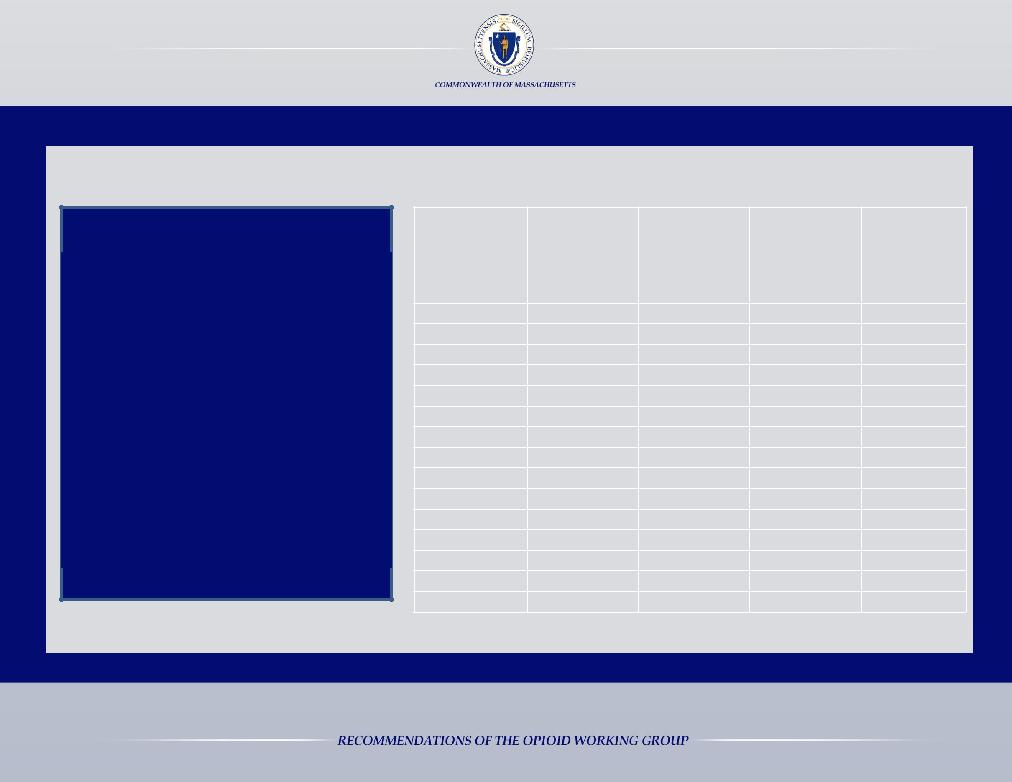 COMMONWEALTH OF MASSACHUSETTS
RECOMMENDATIONS OF THE OPIOID WORKING GROUP